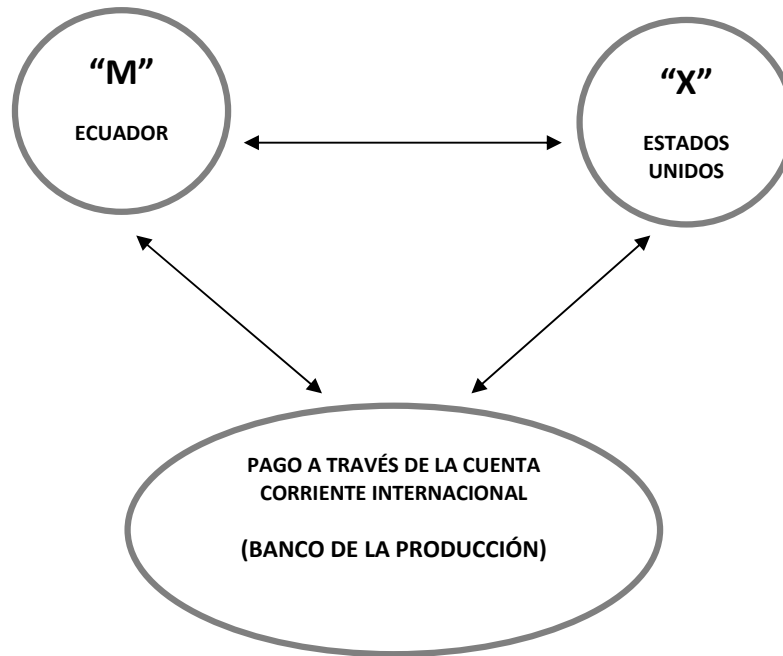 “M”
ECUADOR
“X”
ESTADOS
UNIDOS
PAGO A TRAVÉS DE LA CUENTA
CORRIENTE INTERNACIONAL
(BANCO DE LA PRODUCCIÓN)